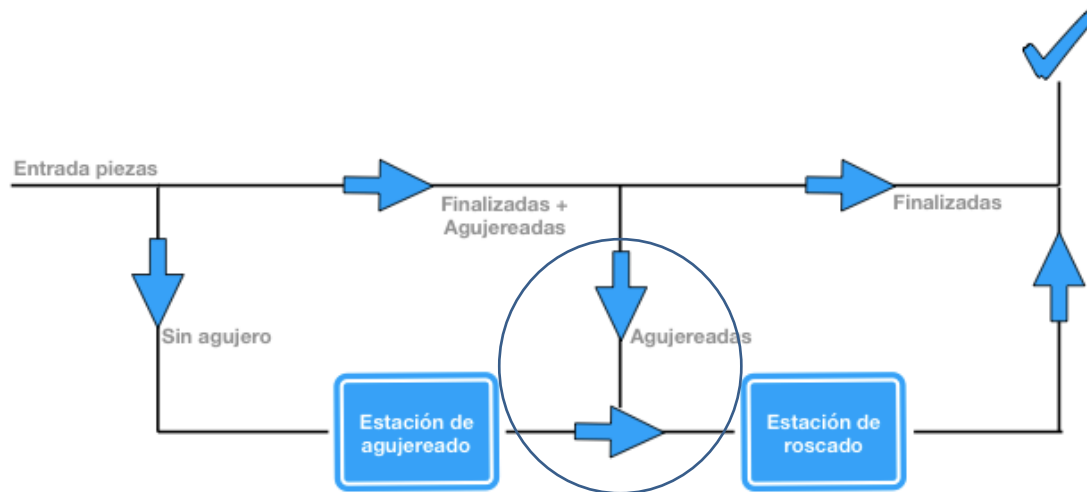 Entrada piezas
Finalizadas +
Agujereadas
Finalizadas
Sin agujero
Agujereadas
Estación de
agujereado
Estación de
roscado